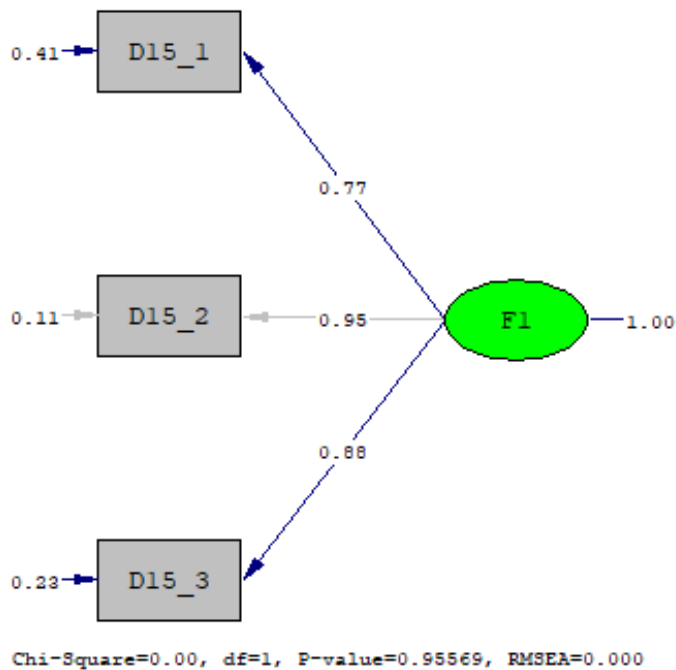 0.41 D15_1
0.77
0.11 D15_2 0.95 F1 1.00
0.88
0.23 D15_3
Chi-Square=0.00, df=1, P-value=0.95569, RMSEA=0.000